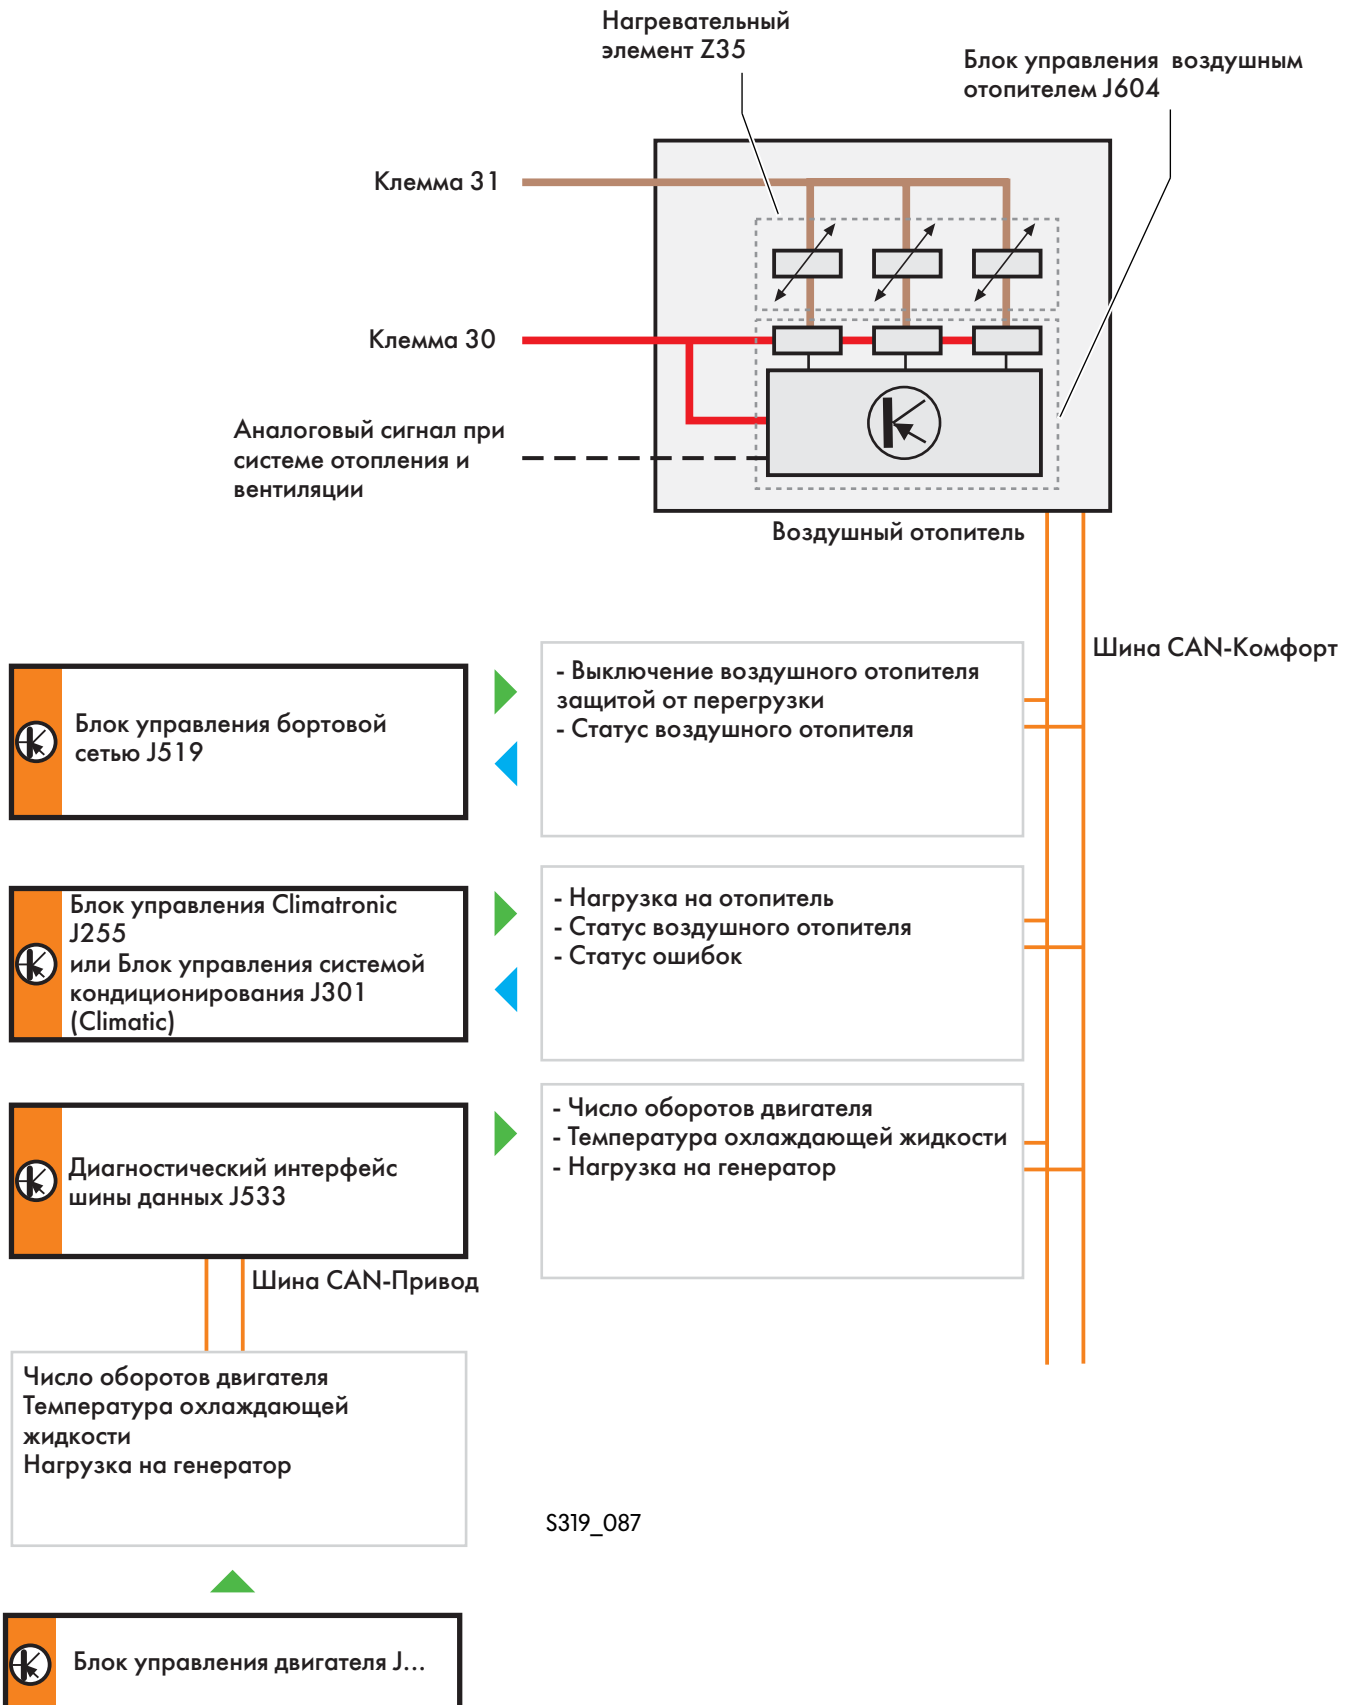 Нагревательный
элемент Z35
Блок управления воздушным
отопителем J604
Клемма 31
Клемма 30
Аналоговый сигнал при
системе отопления и
вентиляции
Воздушный отопитель
Шина CAN-Комфорт
Блок управления бортовой
сетью J519
- Выключение воздушного отопителя
защитой от перегрузки
- Статус воздушного отопителя
Блок управления Climatronic
J255
или Блок управления системой
кондиционирования J301
(Climatic)
- Нагрузка на отопитель
- Статус воздушного отопителя
- Статус ошибок
Диагностический интерфейс
шины данных J533
- Число оборотов двигателя
- Температура охлаждающей жидкости
- Нагрузка на генератор
Шина CAN-Привод
Число оборотов двигателя
Температура охлаждающей
жидкости
Нагрузка на генератор
S319_087
Блок управления двигателя J...